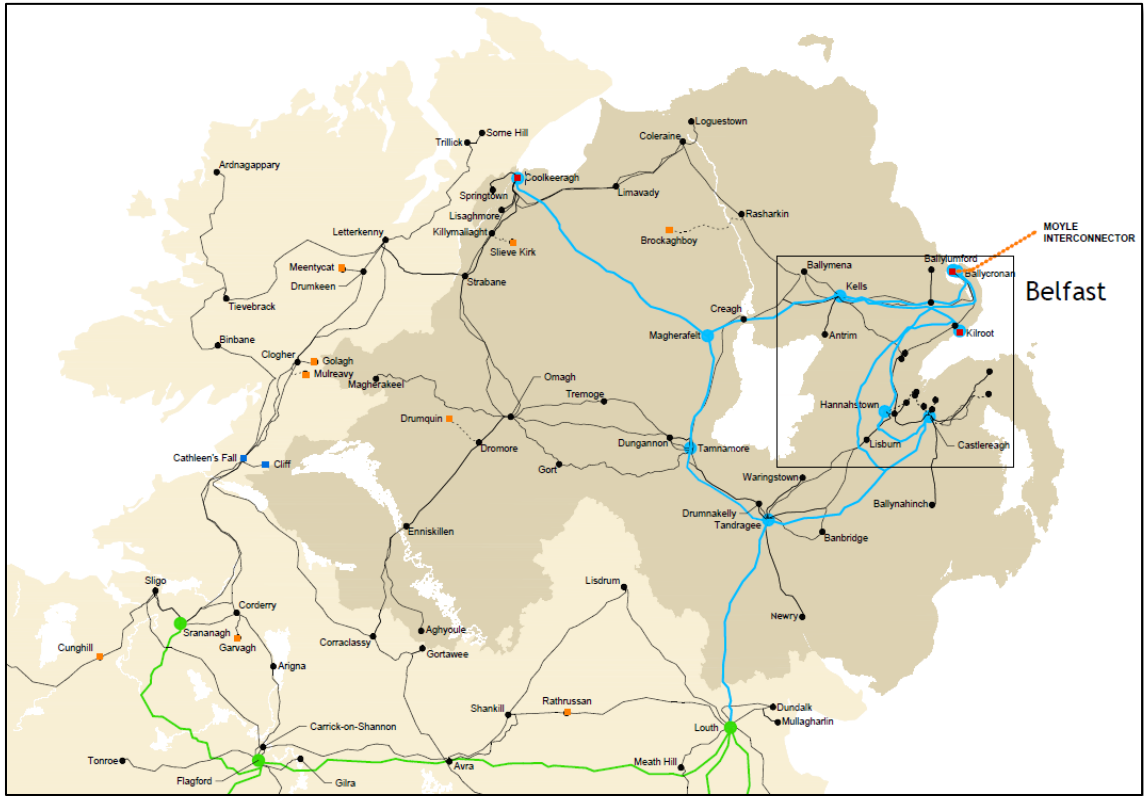 Loguestown
Some Hill
Coleraine
Trillick
Ardnagappary
Coolkeeragh
Springtown
Limavady
Lisaghmore
Rasharkin
Killymallaght
Letterkenny
Brockaghboy
Slieve Kirk
MOYLE
INTERCONNECTOR
Ballylumford
Meentycat
Ballymena
Ballycronan
Strabane
Drumkeen
Kells
Belfast
Tievebrack
Creagh
Magherafelt
Antrim
Kilroot
Binbane
Clogher
Golagh
Mulreavy
Magherakeel
Omagh
Tremoge
Hannahstown
Drumquin
Dungannon
Tamnamore
Lisburn
Castlereagh
Dromore
Cathleen's Fall
Cliff
Gort
Waringstown
Ballynahinch
Drumnakelly
Tandragee
Enniskillen
Banbridge
Sligo
Lisdrum
Corderry
Newry
Srananagh
Aghyoule
Corraclassy
Garvagh
Cunghill
Gortawee
Arigna
Rathrussan
Shankill
Dundalk
Mullagharlin
Louth
Carrick-on-Shannon
Tonroe
Meath Hill
Avra
Flagford
Gilra